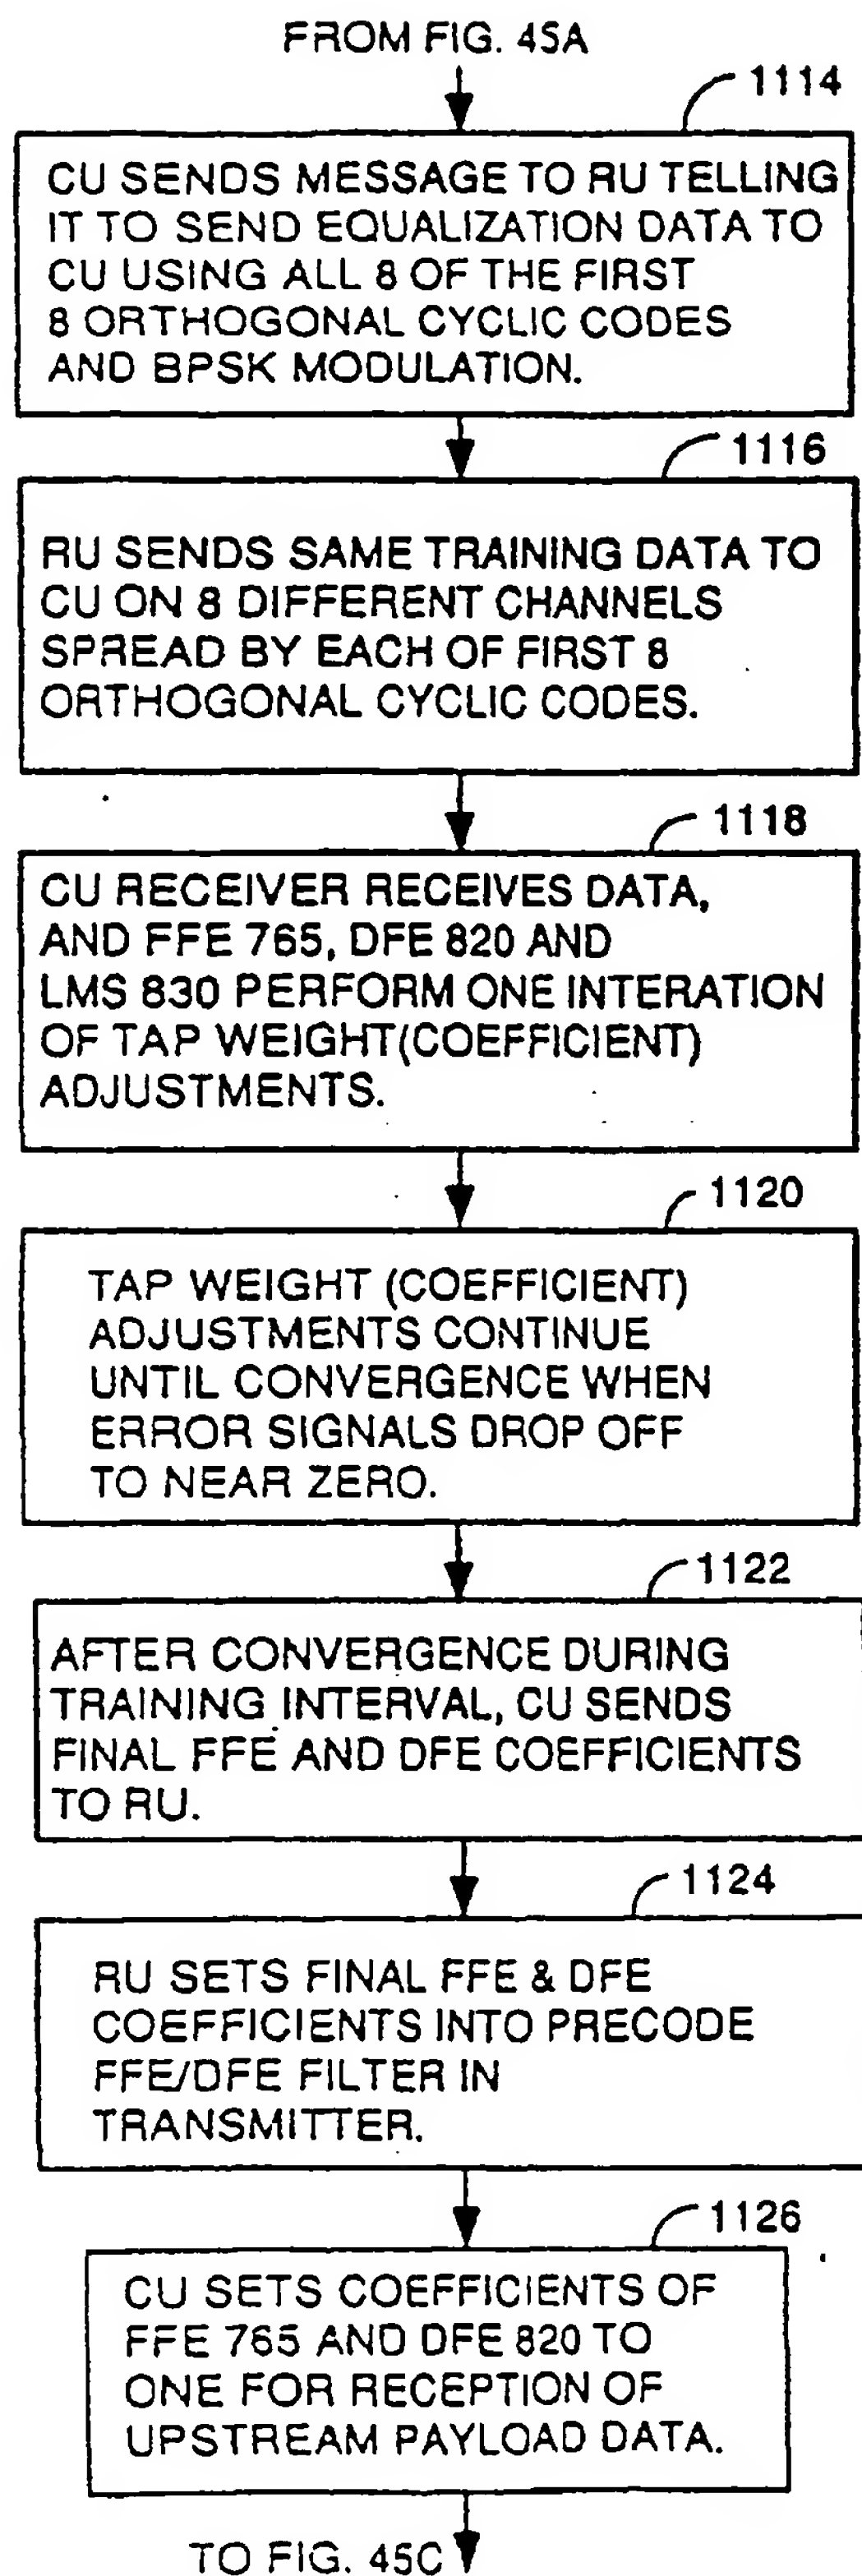 FROM FIG. 45A
1114
CU SENDS MESSAGE TO RU TELLING
IT TO SEND EQUALIZATION DATA TO
CU USING ALL 8 OF THE FIRST
8 ORTHOGONAL CYCLIC CODES
AND BPSK MODULATION.
1116
RU SENDS SAME TRAINING DATA TO
CU ON 8 DIFFERENT CHANNELS
SPREAD BY EACH OF FIRST 8
ORTHOGONAL CYCLIC CODES.
1118
CU RECEIVER RECEIVES DATA,
AND FFE 765, DFE 820 AND
LMS 830 PERFORM ONE INTERATION
OF TAP WEIGHT(COEFFICIENT)
ADJUSTMENTS.
1120
TAP WEIGHT (COEFFICIENT)
ADJUSTMENTS CONTINUE
UNTIL CONVERGENCE WHEN
ERROR SIGNALS DROP OFF
TO NEAR ZERO.
1122
AFTER CONVERGENCE DURING
TRAINING INTERVAL, CU SENDS
FINAL FFE AND DFE COEFFICIENTS
TO RU.
1124
RU SETS FINAL FFE & DFE
COEFFICIENTS INTO PRECODE
FFE/DFE FILTER IN
TRANSMITTER.
1126
CU SETS COEFFICIENTS OF
FFE 765 AND DFE 820 TO
ONE FOR RECEPTION OF
UPSTREAM PAYLOAD DATA.
TO FIG. 45C